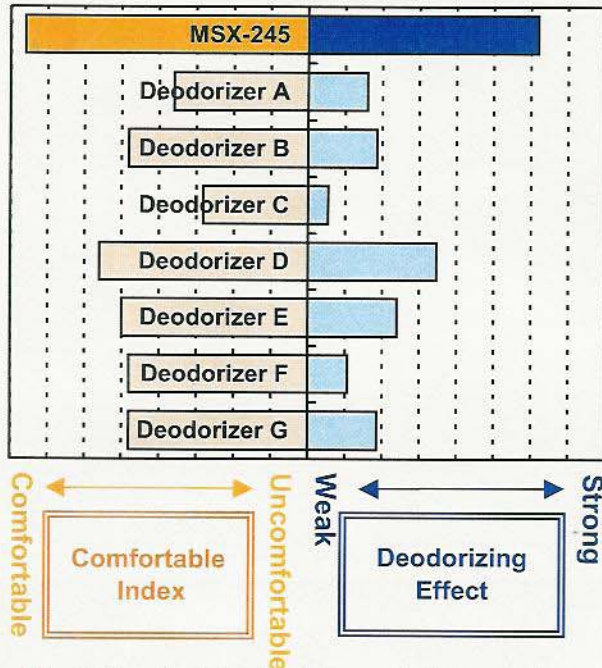 MSX-245
Deodorizer A
Deodorizer B
Deodorizer C
Deodorizer D
Deodorizer E
Deodorizer F
Deodorizer G
Comfortable
Uncomfortable
Weak
Strong
Comfortable
Index
Deodorizing
Effect